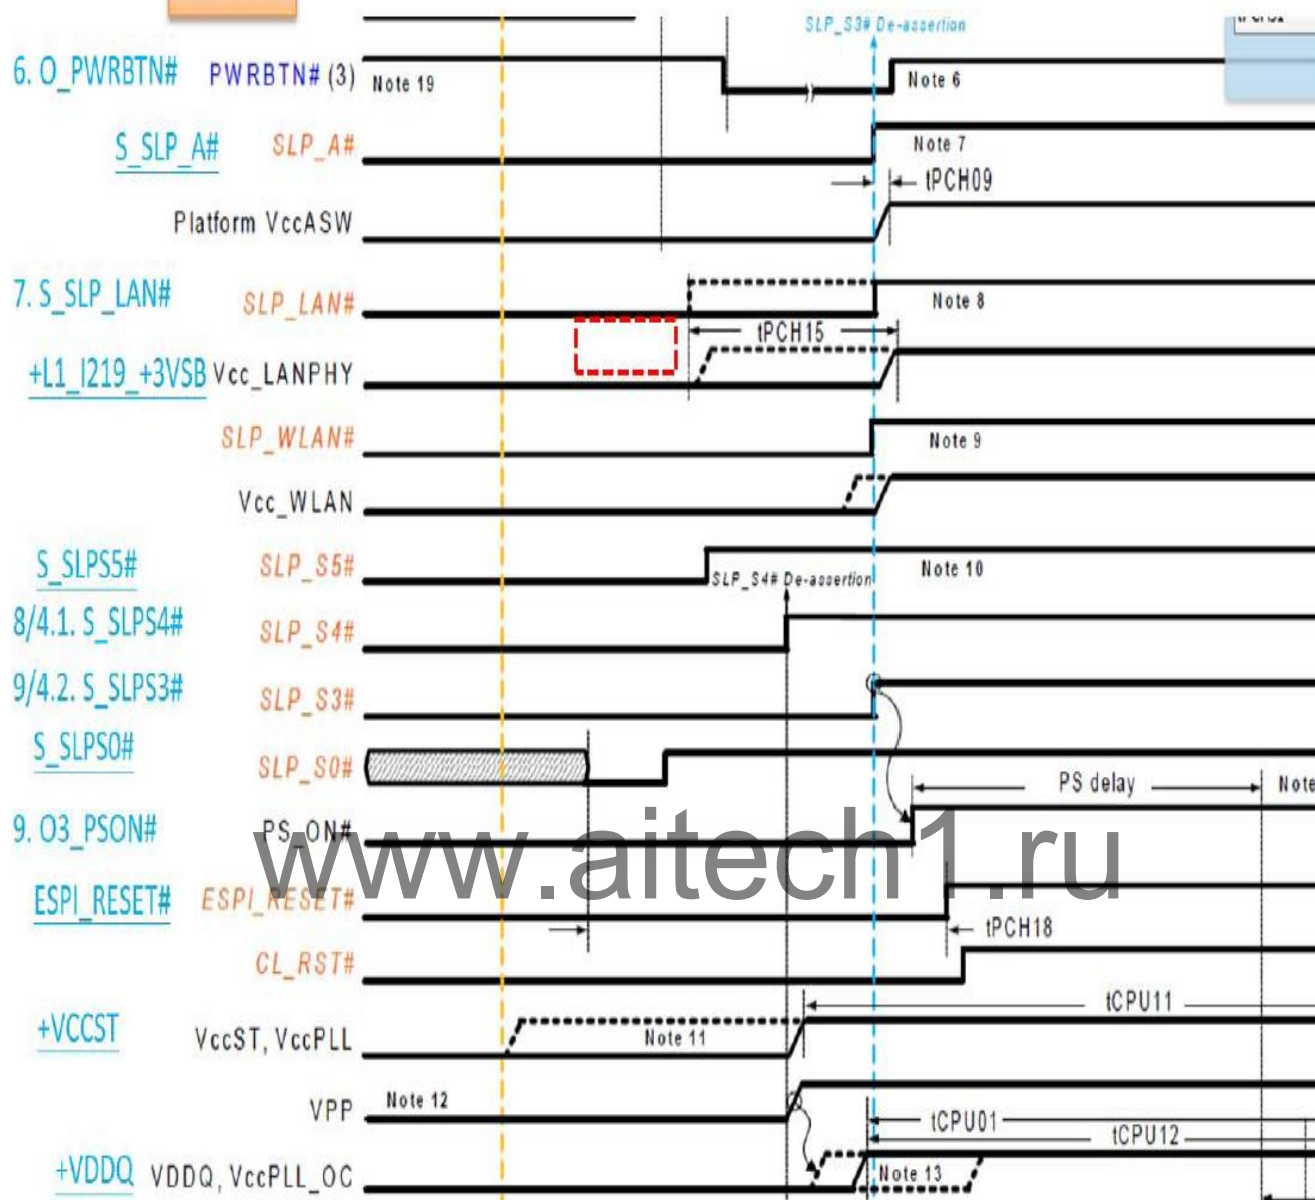 SLP_S3# De-assertion
6. O_PWRBTN# PWRBTN# (3) Note 19 Note 6
S_SLP_A# SLP_A# Note 7
tPCH09
Platform VccASW
7. S_SLP_LAN# SLP_LAN# Note 8
tPCH15
+L1_I219_+3VSB Vcc_LANPHY
SLP_WLAN# Note 9
Vcc_WLAN
S_SLPS5# SLP_S5# Note 10
SLP_S4# De-assertion
8/4.1. S_SLPS4# SLP_S4#
9/4.2. S_SLPS3# SLP_S3#
S_SLPS0# SLP_S0#
PS delay Note
9. O3_PSON# PS_ON#
www.aitech1.ru
ESPI_RESET# ESPI_RESET#
tPCH18
CL_RST#
tCPU11
+VCCST VccST, VccPLL Note 11
VPP Note 12
tCPU01
tCPU12
+VDDQ VDDQ, VccPLL_OC Note 13